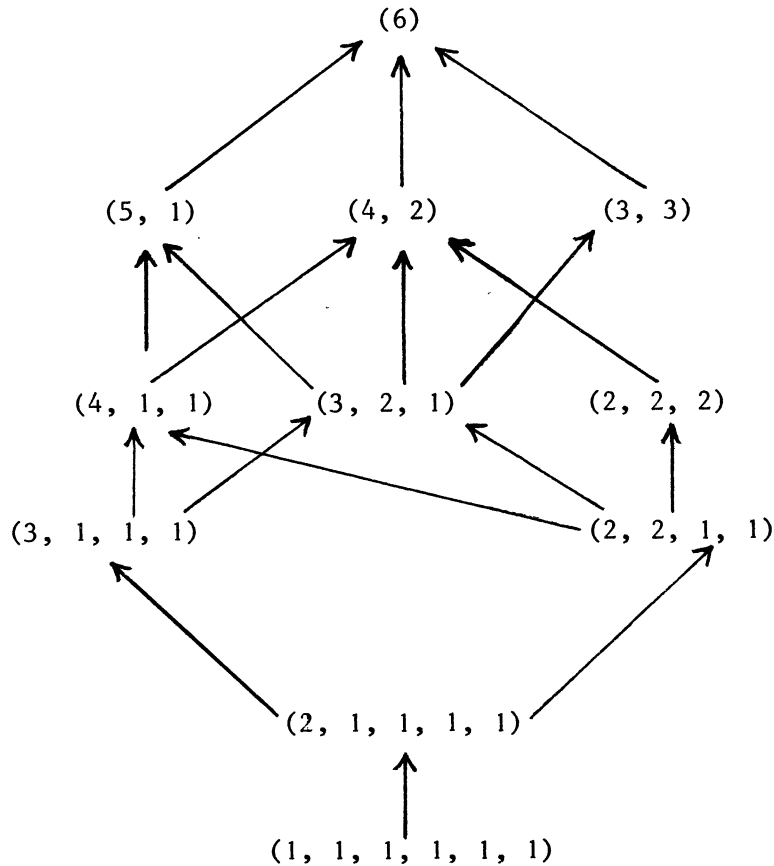 (6)
(5, 1) (4, 2) (3, 3)
(4, 1, 1) (3, 2, 1) (2, 2, 2)
(3, 1, 1, 1) (2, 2, 1, 1)
(2, 1, 1, 1, 1)
(1, 1, 1, 1, 1, 1)